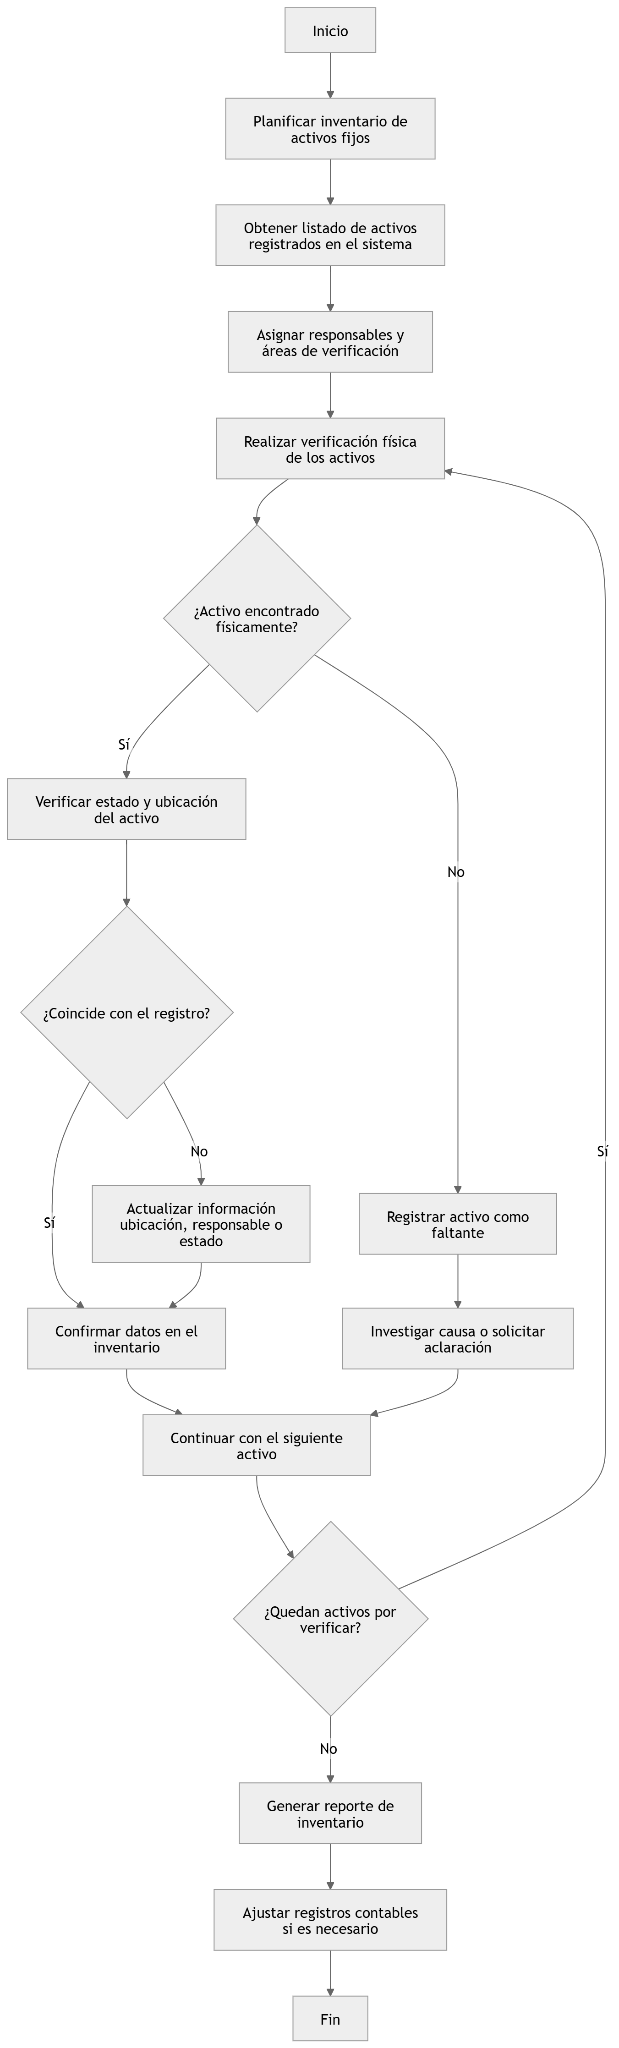 Inicio
Planificar inventario de
activos fijos
Obtener listado de activos
registrados en el sistema
Asignar responsables y
áreas de verificación
Realizar verificación física
de los activos
¿Activo encontrado
físicamente?
Sí
Verificar estado y ubicación
del activo
No
¿Coincide con el registro?
No
Sí
Sí
Actualizar información
ubicación, responsable o
estado
Registrar activo como
faltante
Confirmar datos en el
inventario
Investigar causa o solicitar
aclaración
Continuar con el siguiente
activo
¿Quedan activos por
verificar?
No
Generar reporte de
inventario
Ajustar registros contables
si es necesario
Fin